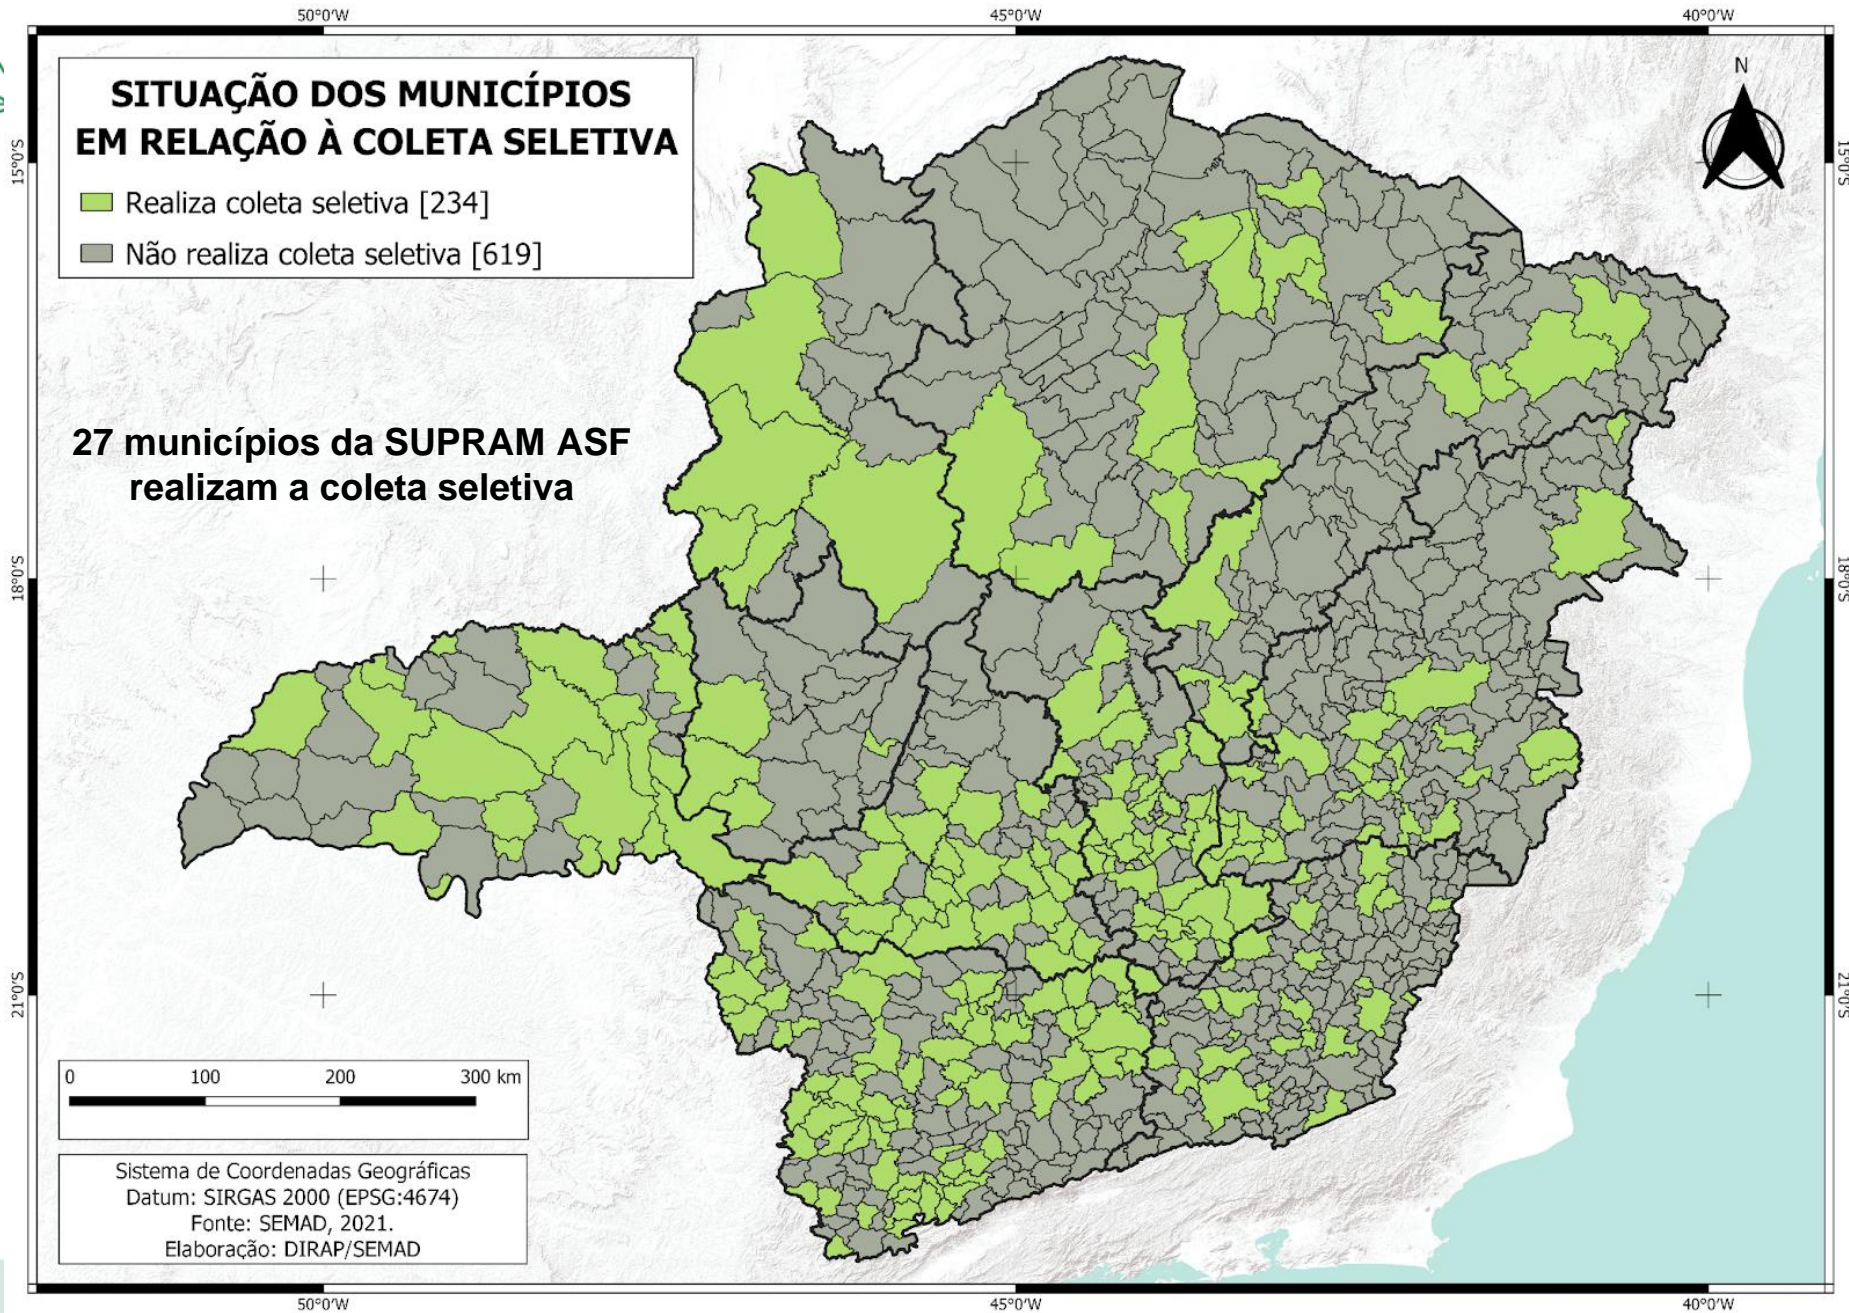 50°0'W
45°0'W
40°0'W
SITUAÇÃO DOS MUNICÍPIOS
EM RELAÇÃO À COLETA SELETIVA
Realiza coleta seletiva [234]
Não realiza coleta seletiva [619]
N
15°0'S
15°0'S
27 municípios da SUPRAM ASF
realizam a coleta seletiva
18°0'S
18°0'S
21°0'S
21°0'S
0 100 200 300 km
Sistema de Coordenadas Geográficas
Datum: SIRGAS 2000 (EPSG:4674)
Fonte: SEMAD, 2021.
Elaboração: DIRAP/SEMAD
50°0'W
45°0'W
40°0'W